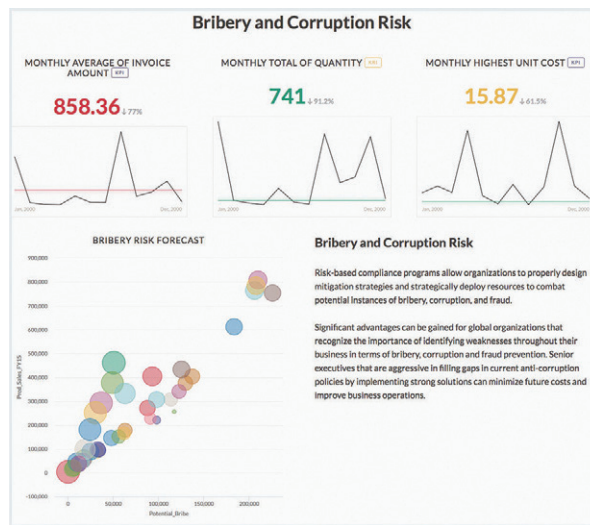 Bribery and Corruption Risk
MONTHLY AVERAGE OF INVOICE
AMOUNT KPI
858.36 ↓77%
Jan, 2000 Dec, 2000
MONTHLY TOTAL OF QUANTITY KPI
741 ↓91.2%
Jan, 2000 Dec, 2000
MONTHLY HIGHEST UNIT COST KPI
15.87 ↓61.5%
Jan, 2000 Dec, 2000
BRIBERY RISK FORECAST
Prod_Sales_FY15
900,000
800,000
700,000
600,000
500,000
400,000
300,000
200,000
100,000
0
-100,000
0 50,000 100,000 150,000 200,000
Potential_Bribe
Bribery and Corruption Risk
Risk-based compliance programs allow organizations to properly design
mitigation strategies and strategically deploy resources to combat
potential instances of bribery, corruption, and fraud.
Significant advantages can be gained for global organizations that
recognize the importance of identifying weaknesses throughout their
business in terms of bribery, corruption and fraud prevention. Senior
executives that are aggressive in filling gaps in current anti-corruption
policies by implementing strong solutions can minimize future costs and
improve business operations.